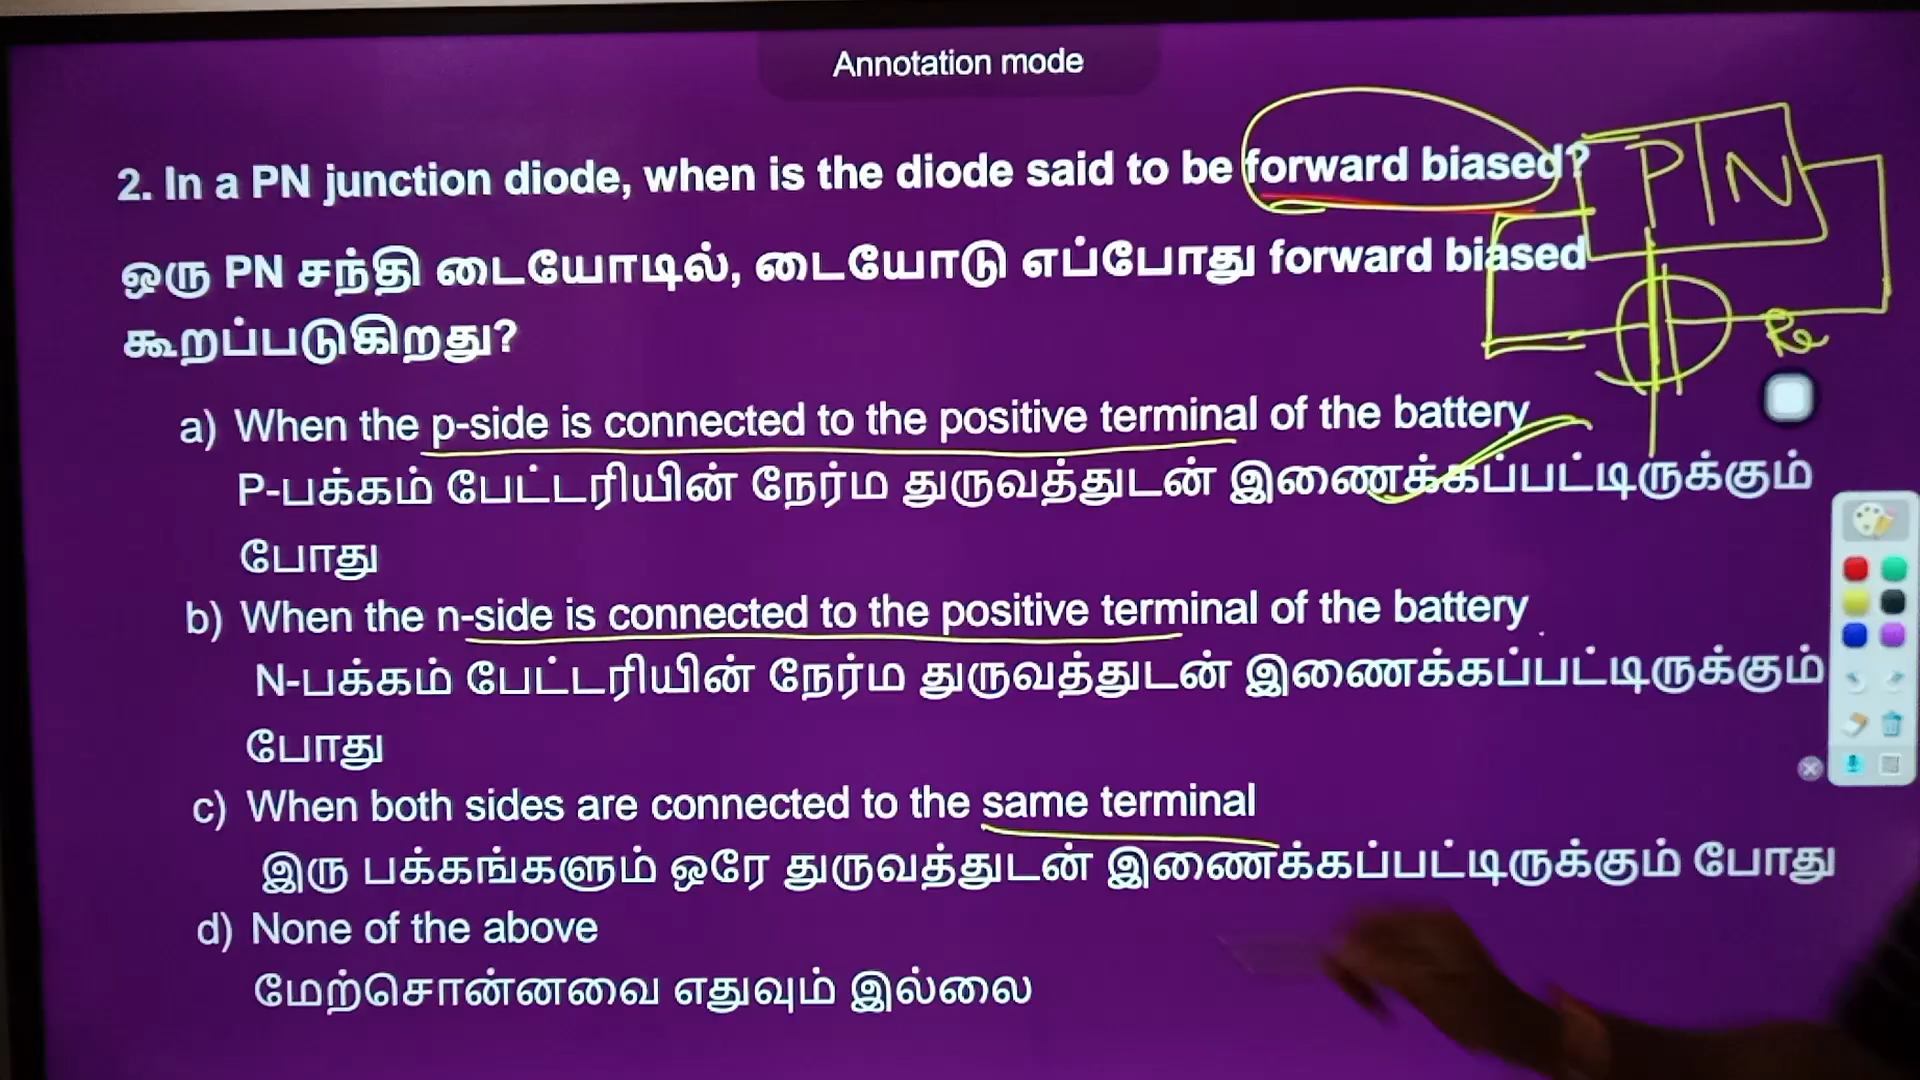 Annotation mode
2. In a PN junction diode, when is the diode said to be forward biased?
P N
ஒரு PN சந்தி டையோடில், டையோடு எப்போது forward biased
கூறப்படுகிறது?
a) When the p-side is connected to the positive terminal of the battery
P-பக்கம் பேட்டரியின் நேர்ம துருவத்துடன் இணைக்கப்பட்டிருக்கும்
போது
b) When the n-side is connected to the positive terminal of the battery
N-பக்கம் பேட்டரியின் நேர்ம துருவத்துடன் இணைக்கப்பட்டிருக்கும்
போது
c) When both sides are connected to the same terminal
இரு பக்கங்களும் ஒரே துருவத்துடன் இணைக்கப்பட்டிருக்கும் போது
d) None of the above
மேற்சொன்னவை எதுவும் இல்லை